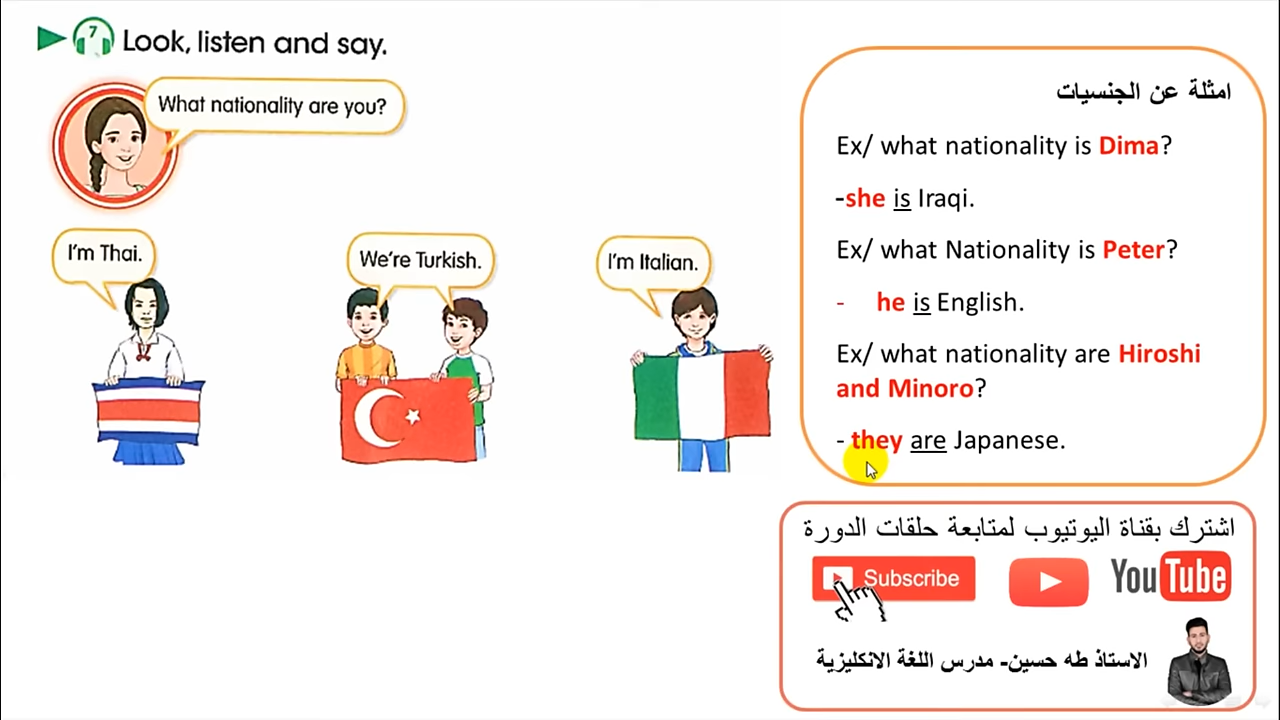 7
Look, listen and say.
What nationality are you?
I'm Thai.
We're Turkish.
I'm Italian.
امثلة عن الجنسيات
Ex/ what nationality is Dima?
-she is Iraqi.
Ex/ what Nationality is Peter?
- he is English.
Ex/ what nationality are Hiroshi
and Minoro?
- they are Japanese.
اشترك بقناة اليوتيوب لمتابعة حلقات الدورة
Subscribe
YouTube
الاستاذ طه حسين- مدرس اللغة الانكليزية